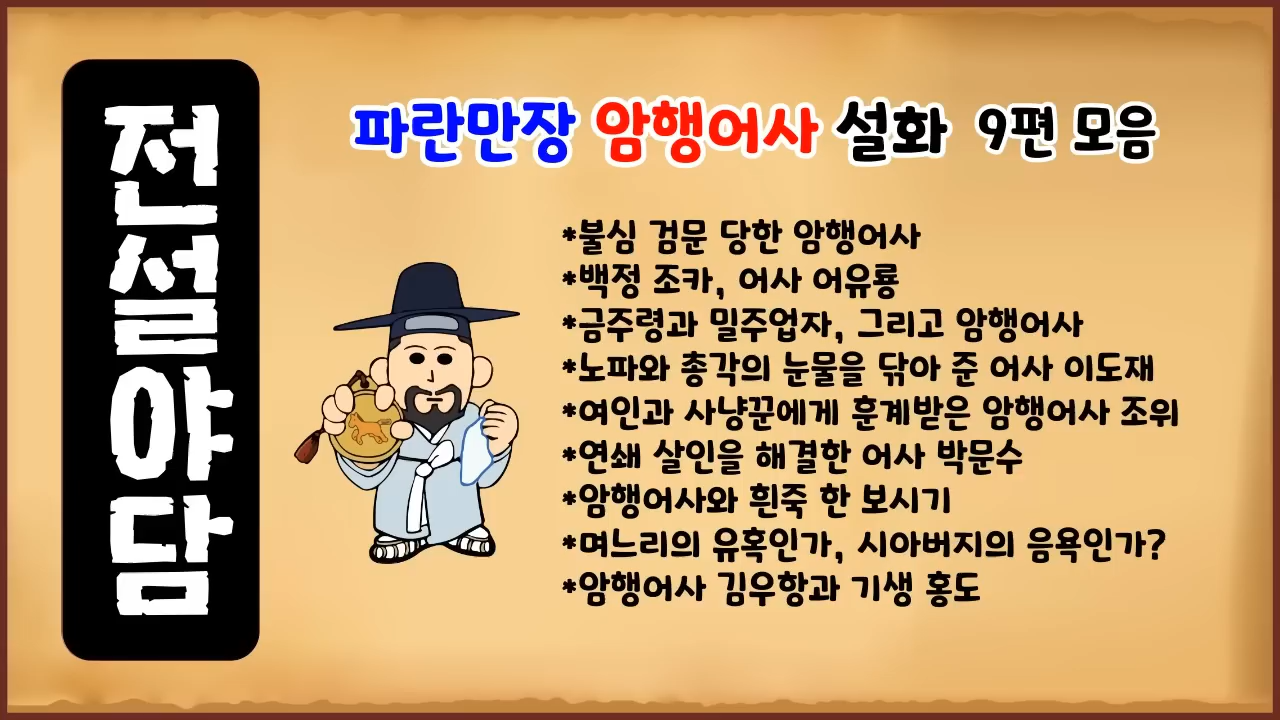 전설야담
파란만장 암행어사 설화 9편 모음
*불심 검문 당한 암행어사
*백정 조카, 어사 어유룡
*금주령과 밀주업자, 그리고 암행어사
*노파와 총각의 눈물을 닦아 준 어사 이도재
*여인과 사냥꾼에게 훈계받은 암행어사 조위
*연쇄 살인을 해결한 어사 박문수
*암행어사와 흰죽 한 보시기
*며느리의 유혹인가, 시아버지의 음욕인가?
*암행어사 김우항과 기생 홍도